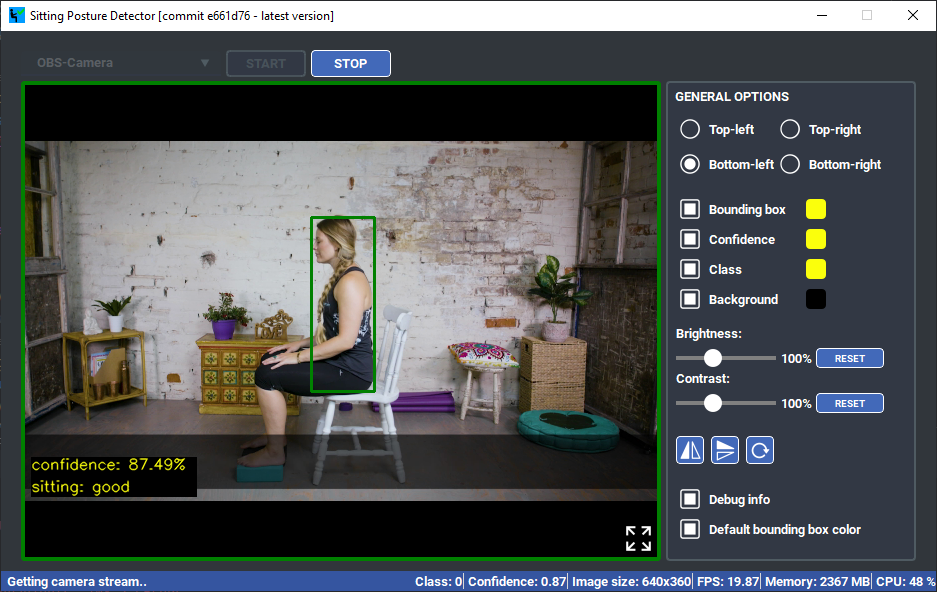 Sitting Posture Detector [commit e661d76 - latest version]
OBS-Camera START STOP
GENERAL OPTIONS
Top-left Top-right
Bottom-left Bottom-right
Bounding box
Confidence
Class
Background
Brightness:
100% RESET
Contrast:
100% RESET
confidence: 87.49%
sitting: good
Debug info
Default bounding box color
Getting camera stream.. Class: 0 Confidence: 0.87 Image size: 640x360 FPS: 19.87 Memory: 2367 MB CPU: 48 %